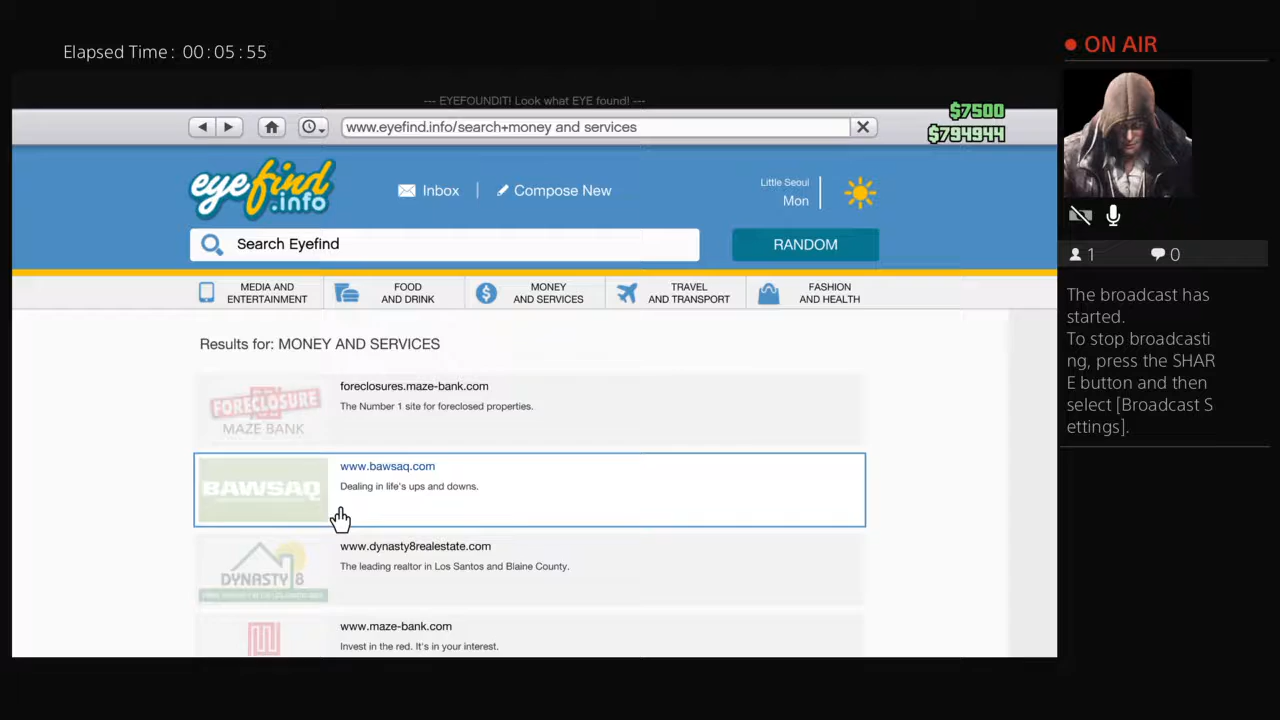 Elapsed Time: 00:05:55
ON AIR
--- EYEFOUNDIT! Look what EYE found! ---
$7500
www.eyefind.info/search+money and services
$794944
eyefind
.info
Inbox
Compose New
Little Seoul
Mon
Search Eyefind
RANDOM
1
0
MEDIA AND
ENTERTAINMENT
FOOD
AND DRINK
MONEY
AND SERVICES
TRAVEL
AND TRANSPORT
FASHION
AND HEALTH
The broadcast has
started.
To stop broadcasti
ng, press the SHAR
E button and then
select [Broadcast S
ettings].
Results for: MONEY AND SERVICES
FORECLOSURE
MAZE BANK
foreclosures.maze-bank.com
The Number 1 site for foreclosed properties.
BAWSAQ
www.bawsaq.com
Dealing in life's ups and downs.
DYNASTY 8
www.dynasty8realestate.com
The leading realtor in Los Santos and Blaine County.
www.maze-bank.com
Invest in the red. It's in your interest.